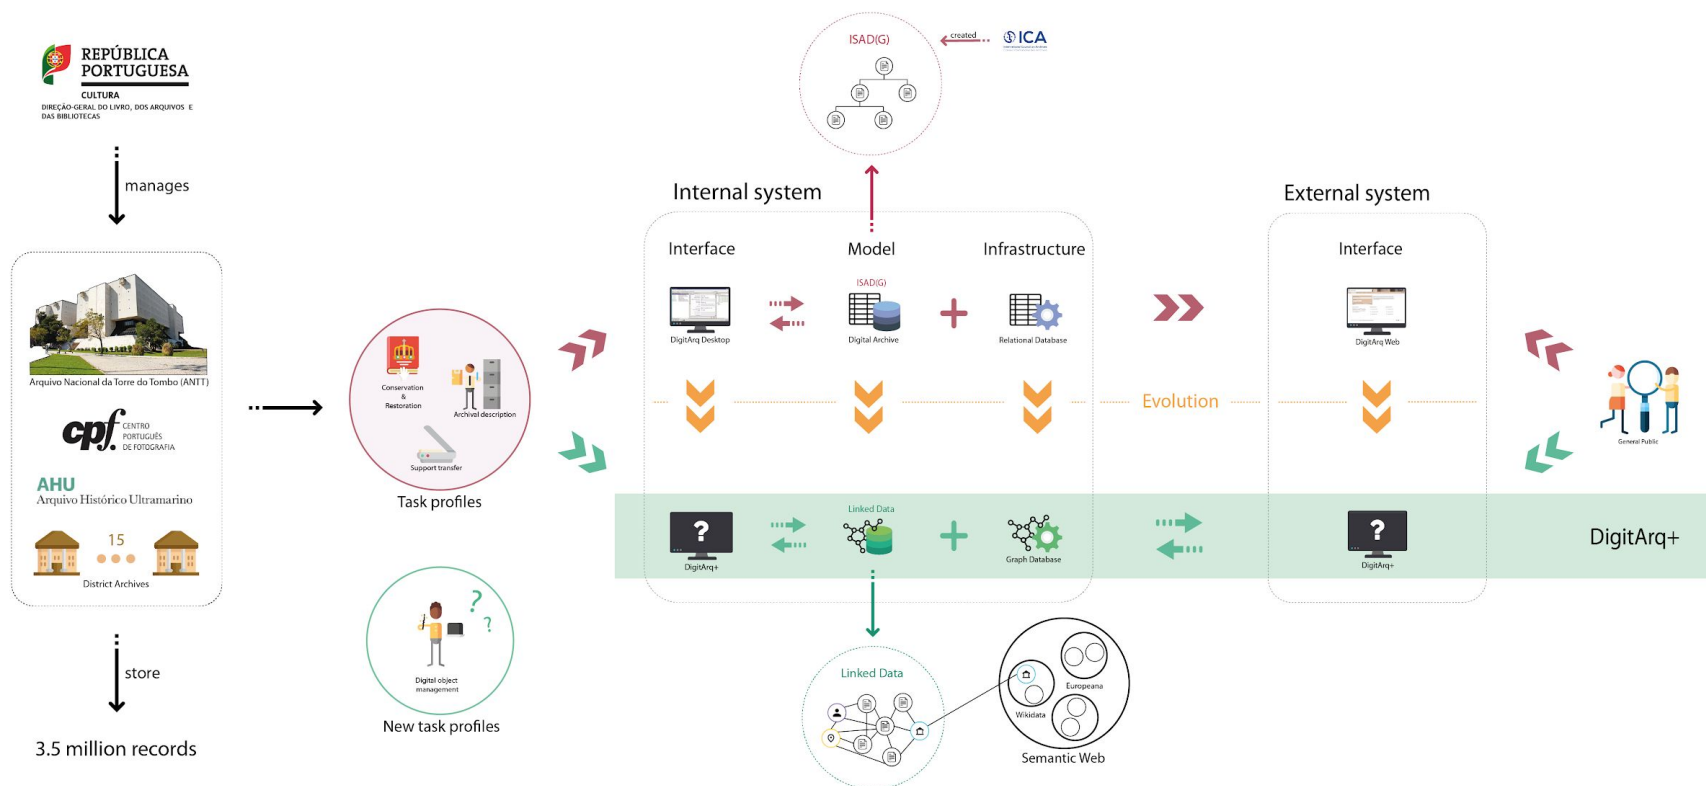 REPÚBLICA
PORTUGUESA
CULTURA
DIREÇÃO-GERAL DO LIVRO, DOS ARQUIVOS E
DAS BIBLIOTECAS
manages
Arquivo Nacional da Torre do Tombo (ANTT)
cpf.
CENTRO
PORTUGUÊS
DE FOTOGRAFIA
AHU
Arquivo Histórico Ultramarino
15
District Archives
store
3.5 million records
Conservation
&
Restoration
Archival description
Support transfer
Task profiles
?
?
Digital object
management
New task profiles
ISAD(G)
created
ICA
Internal system
Interface
Model
Infrastructure
ISAD(G)
DigitArq Desktop
Digital Archive
Relational Database
External system
Interface
DigitArq Web
Evolution
General Public
?
DigitArq+
Linked Data
Graph Database
?
DigitArq+
DigitArq+
Linked Data
Europeana
Wikidata
Semantic Web